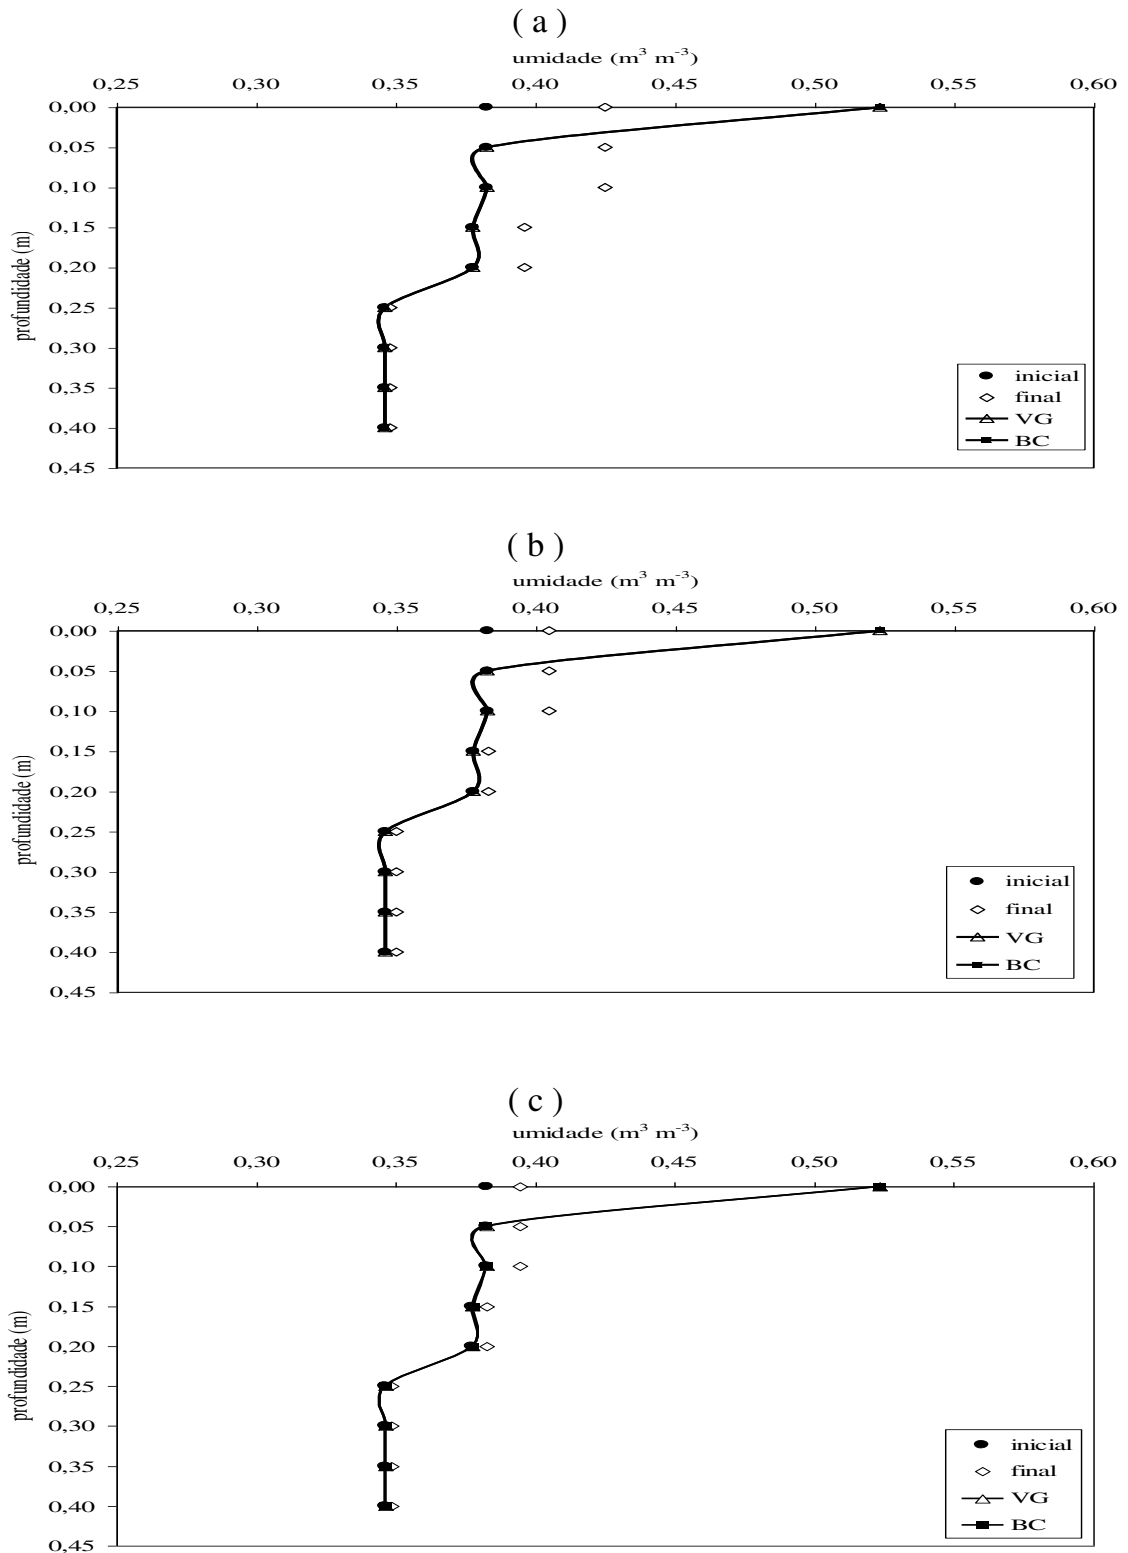 ( a )
umidade (m³ m⁻³)
0,25 0,30 0,35 0,40 0,45 0,50 0,55 0,60
0,00
0,05
0,10
0,15
0,20
0,25
0,30
0,35
0,40
0,45
profundidade (m)
inicial
final
VG
BC
( b )
umidade (m³ m⁻³)
0,25 0,30 0,35 0,40 0,45 0,50 0,55 0,60
0,00
0,05
0,10
0,15
0,20
0,25
0,30
0,35
0,40
0,45
profundidade (m)
inicial
final
VG
BC
( c )
umidade (m³ m⁻³)
0,25 0,30 0,35 0,40 0,45 0,50 0,55 0,60
0,00
0,05
0,10
0,15
0,20
0,25
0,30
0,35
0,40
0,45
profundidade (m)
inicial
final
VG
BC